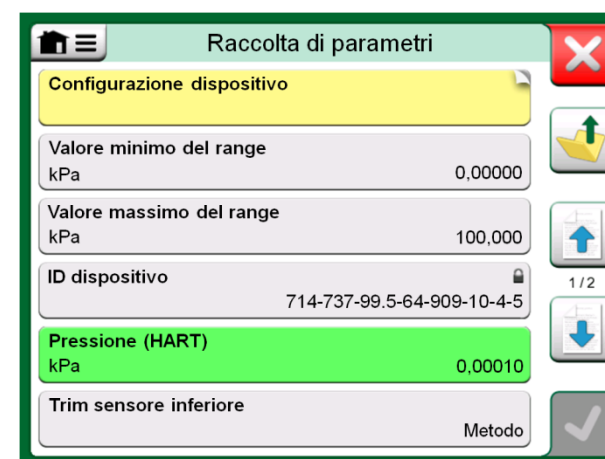 Raccolta di parametri
Configurazione dispositivo
Valore minimo del range
kPa 0,00000
Valore massimo del range
kPa 100,000
ID dispositivo
714-737-99.5-64-909-10-4-5
Pressione (HART)
kPa 0,00010
Trim sensore inferiore
Metodo
1/2